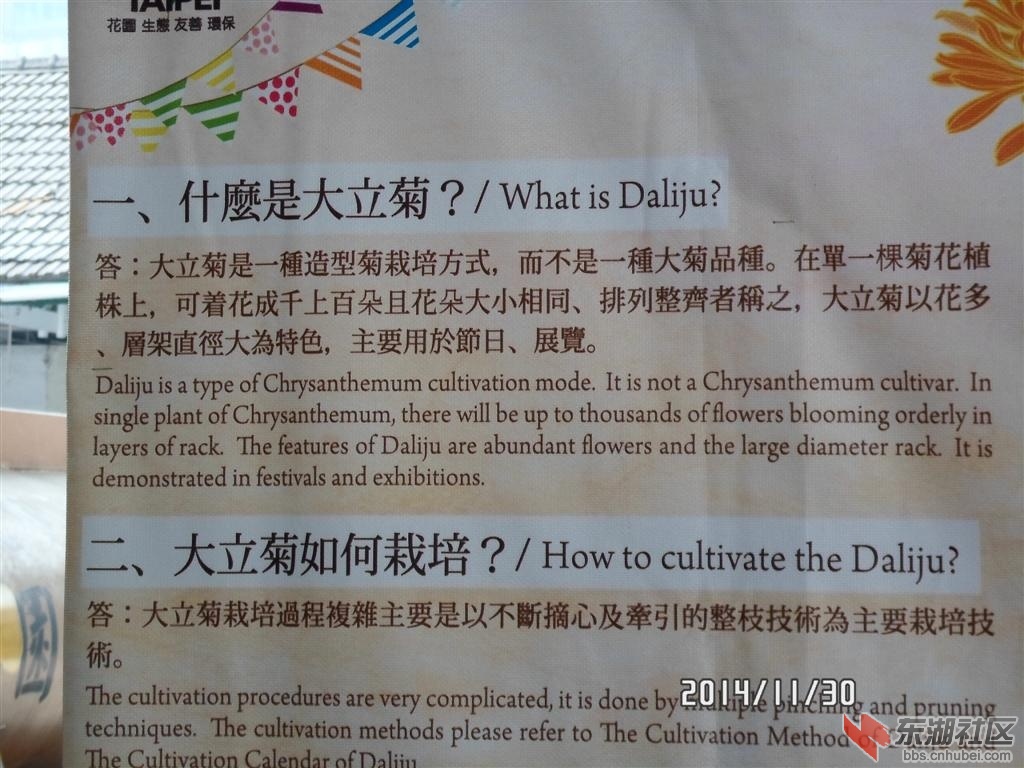 TAIPEI
花園 生態 友善 環保
一、什麼是大立菊？/ What is Daliju?
答：大立菊是一種造型菊栽培方式，而不是一種大菊品種。在單一棵菊花植
株上，可着花成千上百朵且花朵大小相同、排列整齊者稱之，大立菊以花多
、層架直徑大為特色，主要用於節日、展覽。
Daliju is a type of Chrysanthemum cultivation mode. It is not a Chrysanthemum cultivar. In
single plant of Chrysanthemum, there will be up to thousands of flowers blooming orderly in
layers of rack. The features of Daliju are abundant flowers and the large diameter rack. It is
demonstrated in festivals and exhibitions.
二、大立菊如何栽培？/ How to cultivate the Daliju?
答：大立菊栽培過程複雜主要是以不斷摘心及牽引的整枝技術為主要栽培技
術。
The cultivation procedures are very complicated, it is done by multiple pinching and pruning
techniques. The cultivation methods please refer to The Cultivation Method of
The Cultivation Calendar of Daliju
園
2014/11/30
东湖社区
bbs.cnhubei.com